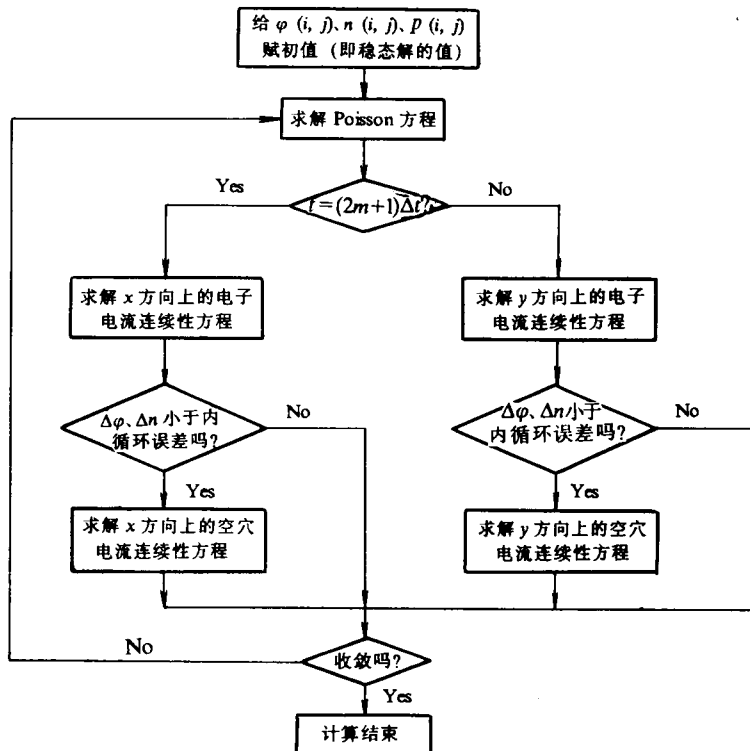 给 φ (i, j)、n (i, j)、p (i, j)
赋初值 (即稳态解的值)
求解 Poisson 方程
Yes
No
t=(2m+1)Δt?
求解 x 方向上的电子
电流连续性方程
求解 y 方向上的电子
电流连续性方程
Δφ、Δn 小于内
循环误差吗?
No
Δφ、Δn小于
内循环误差吗?
No
Yes
Yes
求解 x 方向上的空穴
电流连续性方程
求解 y 方向上的空穴
电流连续性方程
No
收敛吗?
Yes
计算结束